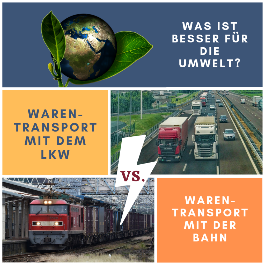 WAS IST
BESSER FÜR
DIE
UMWELT?
WAREN-
TRANSPORT
MIT DEM
LKW
VS.
WAREN-
TRANSPORT
MIT DER
BAHN